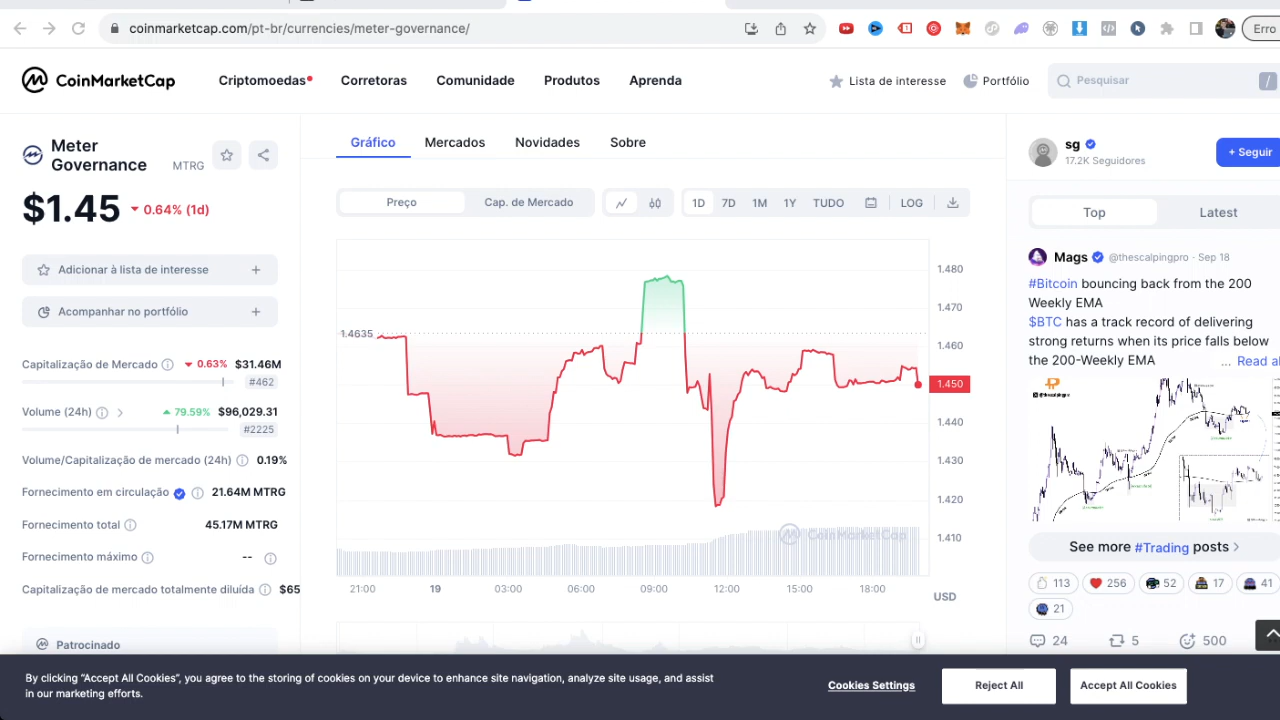 coinmarketcap.com/pt-br/currencies/meter-governance/
Erro
CoinMarketCap
Criptomoedas
Corretoras
Comunidade
Produtos
Aprenda
Lista de interesse
Portfólio
Pesquisar
/
Meter
Governance
MTRG
$1.45
0.64% (1d)
Adicionar à lista de interesse +
Acompanhar no portfólio +
Capitalização de Mercado 0.63% $31.46M
#462
Volume (24h) 79.59% $96,029.31
#2225
Volume/Capitalização de mercado (24h) 0.19%
Fornecimento em circulação 21.64M MTRG
Fornecimento total 45.17M MTRG
Fornecimento máximo --
Capitalização de mercado totalmente diluída $65
Patrocinado
Gráfico
Mercados
Novidades
Sobre
Preço
Cap. de Mercado
1D
7D
1M
1Y
TUDO
LOG
1.480
1.470
1.4635
1.460
1.450
1.440
1.430
1.420
1.410
CoinMarketCap
21:00
19
03:00
06:00
09:00
12:00
15:00
18:00
USD
sg
17.2K Seguidores
+ Seguir
Top
Latest
Mags @thescalpingpro · Sep 18
#Bitcoin bouncing back from the 200
Weekly EMA
$BTC has a track record of delivering
strong returns when its price falls below
the 200-Weekly EMA
... Read al
@thescalpingpro
See more #Trading posts
113
256
52
17
41
21
24
5
500
By clicking “Accept All Cookies”, you agree to the storing of cookies on your device to enhance site navigation, analyze site usage, and assist
in our marketing efforts.
Cookies Settings
Reject All
Accept All Cookies